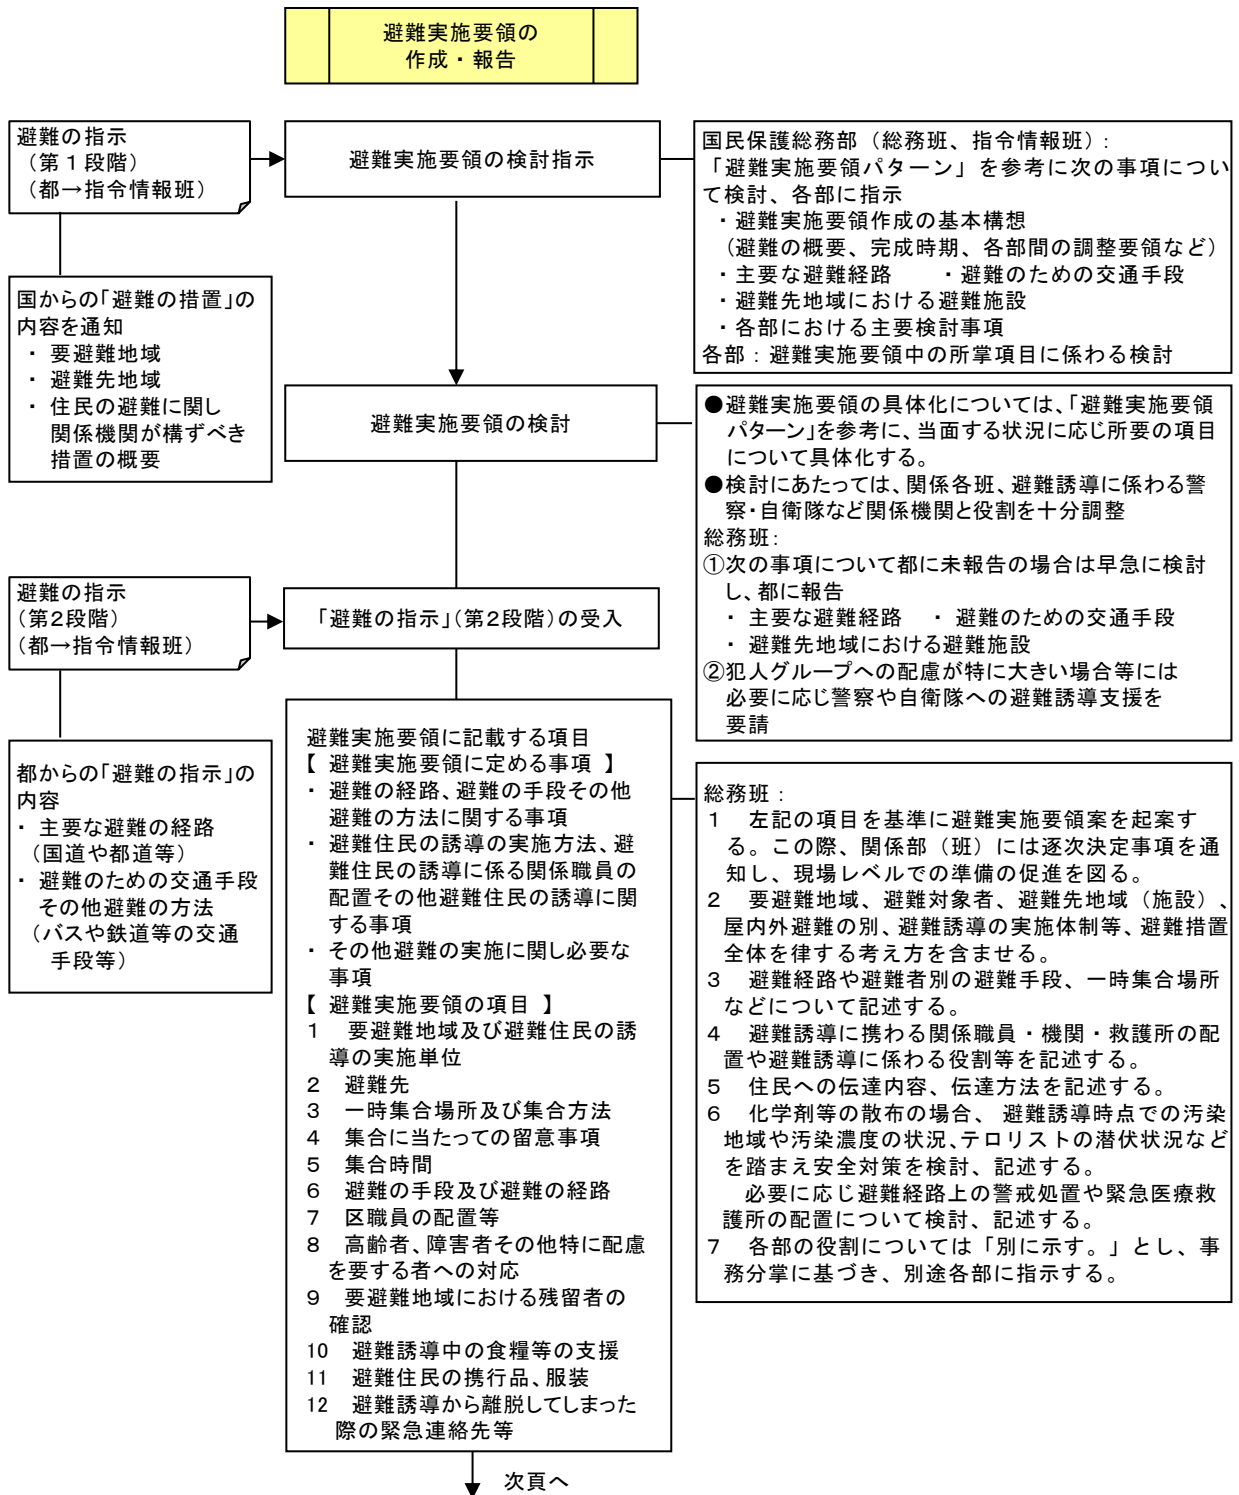 避難実施要領の
作成・報告
避難の指示
（第１段階）
（都→指令情報班）
避難実施要領の検討指示
国民保護総務部（総務班、指令情報班）：
「避難実施要領パターン」を参考に次の事項につい
て検討、各部に指示
・避難実施要領作成の基本構想
（避難の概要、完成時期、各部間の調整要領など）
・主要な避難経路　　・避難のための交通手段
・避難先地域における避難施設
・各部における主要検討事項
各部：避難実施要領中の所掌項目に係わる検討
国からの「避難の措置」の
内容を通知
・ 要避難地域
・ 避難先地域
・ 住民の避難に関し
関係機関が構ずべき
措置の概要
避難実施要領の検討
●避難実施要領の具体化については、「避難実施要領
パターン」を参考に、当面する状況に応じ所要の項目
について具体化する。
●検討にあたっては、関係各班、避難誘導に係わる警
察・自衛隊など関係機関と役割を十分調整
総務班：
①次の事項について都に未報告の場合は早急に検討
し、都に報告
・ 主要な避難経路　・ 避難のための交通手段
・ 避難先地域における避難施設
②犯人グループへの配慮が特に大きい場合等には
必要に応じ警察や自衛隊への避難誘導支援を
要請
避難の指示
（第２段階）
（都→指令情報班）
「避難の指示」（第２段階）の受入
都からの「避難の指示」の
内容
・ 主要な避難の経路
（国道や都道等）
・ 避難のための交通手段
その他避難の方法
（バスや鉄道等の交通
手段等）
避難実施要領に記載する項目
【 避難実施要領に定める事項 】
・ 避難の経路、避難の手段その他
避難の方法に関する事項
・ 避難住民の誘導の実施方法、避
難住民の誘導に係る関係職員の
配置その他避難住民の誘導に関
する事項
・ その他避難の実施に関し必要な
事項
【 避難実施要領の項目 】
１　要避難地域及び避難住民の誘
導の実施単位
２　避難先
３　一時集合場所及び集合方法
４　集合に当たっての留意事項
５　集合時間
６　避難の手段及び避難の経路
７　区職員の配置等
８　高齢者、障害者その他特に配慮
を要する者への対応
９　要避難地域における残留者の
確認
10　避難誘導中の食糧等の支援
11　避難住民の携行品、服装
12　避難誘導から離脱してしまった
際の緊急連絡先等
総務班：
１　左記の項目を基準に避難実施要領案を起案す
る。この際、関係部（班）には逐次決定事項を通
知し、現場レベルでの準備の促進を図る。
２　要避難地域、避難対象者、避難先地域（施設）、
屋内外避難の別、避難誘導の実施体制等、避難措置
全体を律する考え方を含ませる。
３　避難経路や避難者別の避難手段、一時集合場所
などについて記述する。
４　避難誘導に携わる関係職員・機関・救護所の配
置や避難誘導に係わる役割等を記述する。
５　住民への伝達内容、伝達方法を記述する。
６　化学剤等の散布の場合、 避難誘導時点での汚染
地域や汚染濃度の状況、テロリストの潜伏状況など
を踏まえ安全対策を検討、記述する。
必要に応じ避難経路上の警戒処置や緊急医療救
護所の配置について検討、記述する。
７　各部の役割については「別に示す。」とし、事
務分掌に基づき、別途各部に指示する。
次頁へ